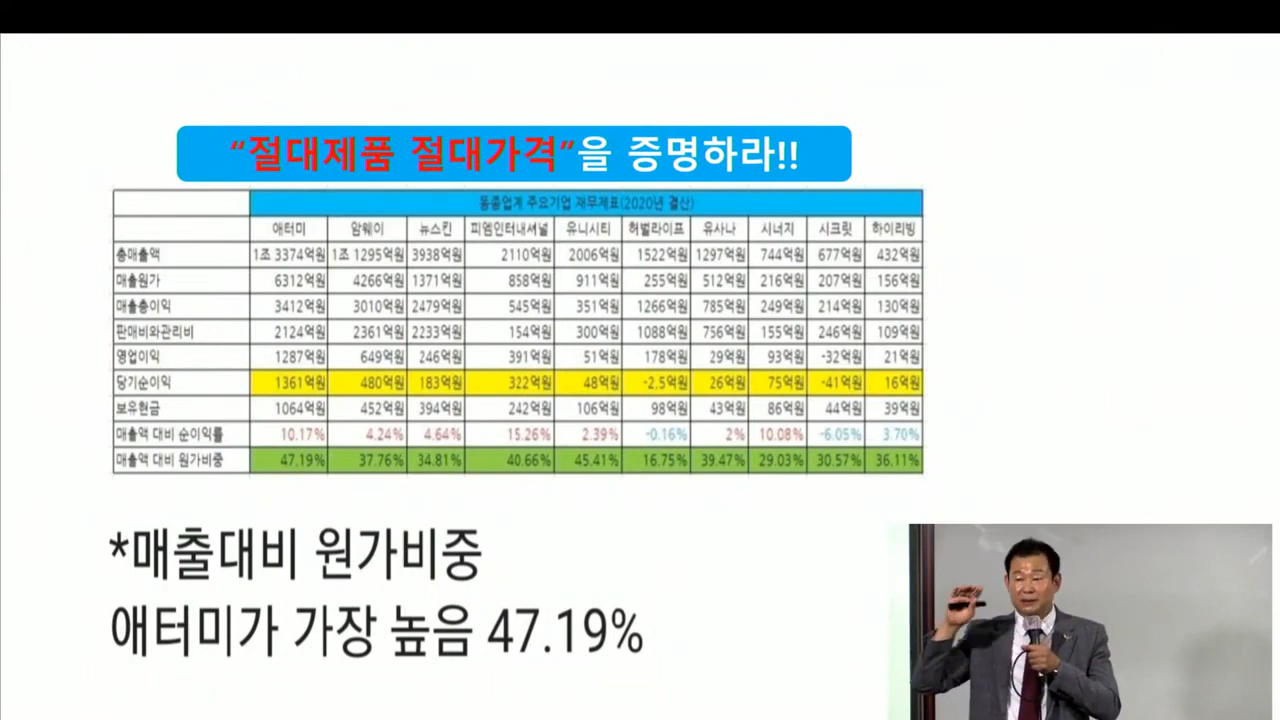 “절대제품 절대가격”을 증명하라!!
동종업계 주요기업 재무제표(2020년 결산)
애터미 암웨이 뉴스킨 피엠인터내셔널 유니시티 허벌라이프 유사나 시너지 시크릿 하이리빙
총매출액 1조 3374억원 1조 1295억원 3938억원 2110억원 2006억원 1522억원 1297억원 744억원 677억원 432억원
매출원가 6312억원 4266억원 1371억원 858억원 911억원 255억원 512억원 216억원 207억원 156억원
매출총이익 3412억원 3010억원 2479억원 545억원 351억원 1266억원 785억원 249억원 214억원 130억원
판매비와관리비 2124억원 2361억원 2233억원 154억원 300억원 1088억원 756억원 155억원 246억원 109억원
영업이익 1287억원 649억원 246억원 391억원 51억원 178억원 29억원 93억원 -32억원 21억원
당기순이익 1361억원 480억원 183억원 322억원 48억원 -2.5억원 26억원 75억원 -41억원 16억원
보유현금 1064억원 452억원 394억원 242억원 106억원 98억원 43억원 86억원 44억원 39억원
매출액 대비 순이익률 10.17% 4.24% 4.64% 15.26% 2.39% -0.16% 2% 10.08% -6.05% 3.70%
매출액 대비 원가비중 47.19% 37.76% 34.81% 40.66% 45.41% 16.75% 39.47% 29.03% 30.57% 36.11%
*매출대비 원가비중
애터미가 가장 높음 47.19%